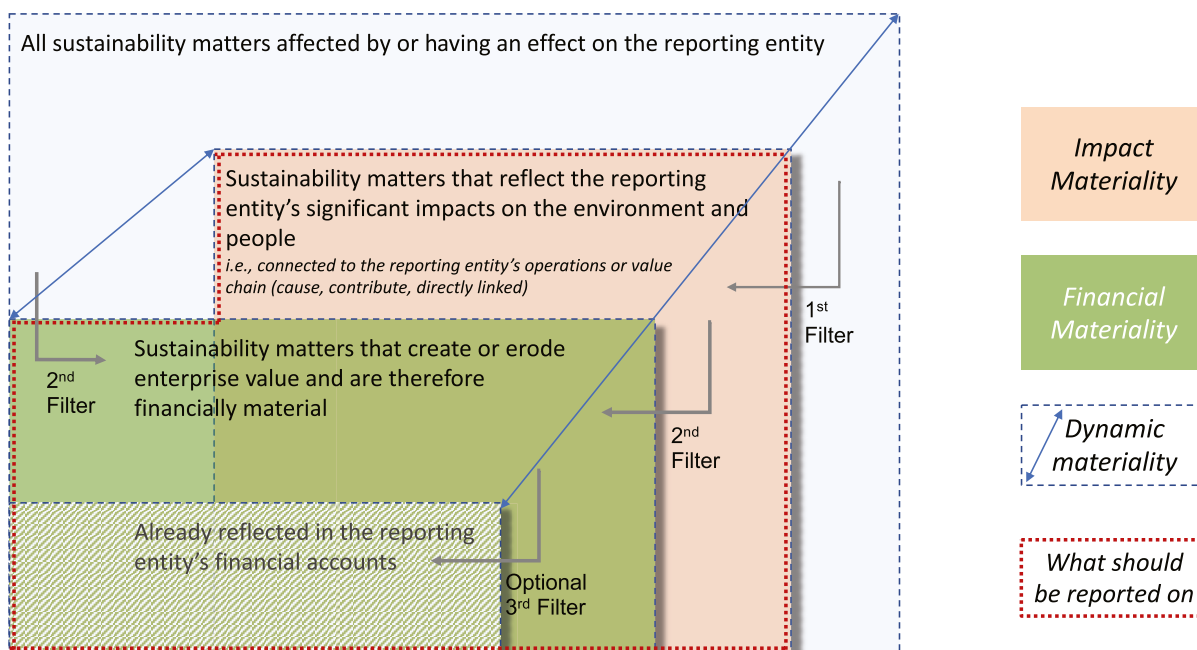 All sustainability matters affected by or having an effect on the reporting entity
Sustainability matters that reflect the reporting
entity's significant impacts on the environment and
people
i.e., connected to the reporting entity's operations or value
chain (cause, contribute, directly linked)
1st
Filter
Sustainability matters that create or erode
enterprise value and are therefore
financially material
2nd
Filter
2nd
Filter
Already reflected in the reporting
entity's financial accounts
Optional
3rd Filter
Impact
Materiality
Financial
Materiality
Dynamic
materiality
What should
be reported on